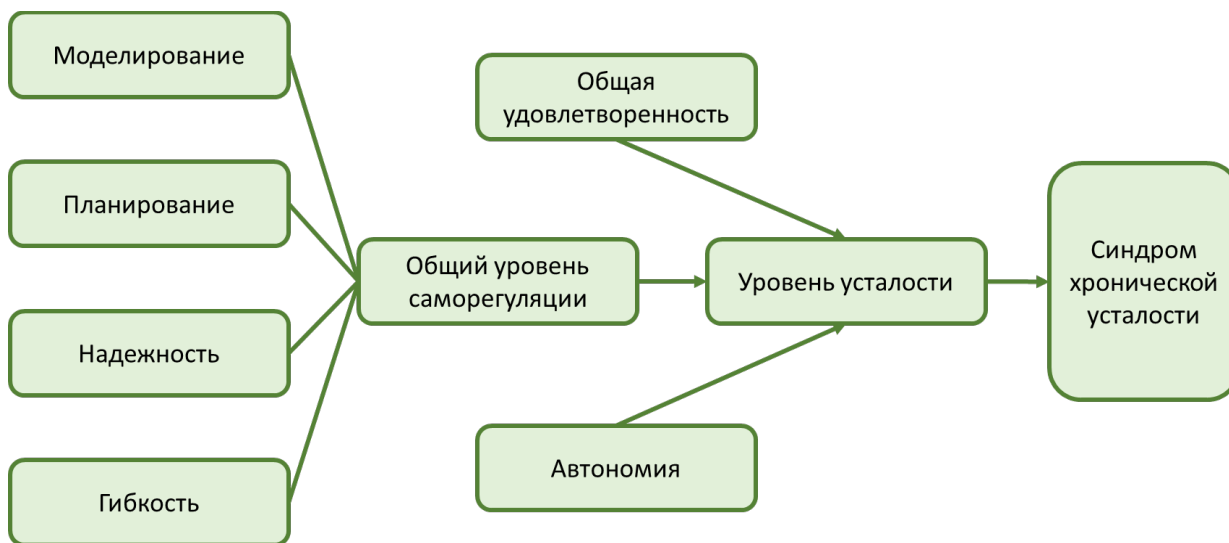 Моделирование
Планирование
Надежность
Гибкость
Общий уровень
саморегуляции
Общая
удовлетворенность
Автономия
Уровень усталости
Синдром
хронической
усталости